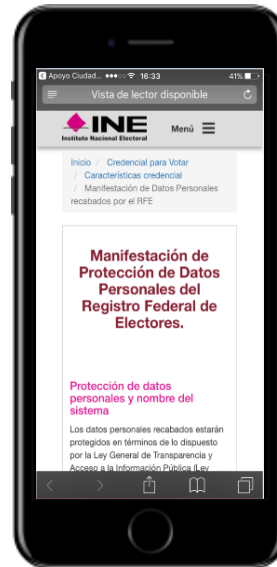 Apoyo Ciudad... 16:33 41%
Vista de lector disponible
INE
Instituto Nacional Electoral
Menú
Inicio / Credencial para Votar
/ Características credencial
/ Manifestación de Datos Personales
recabados por el RFE
Manifestación de
Protección de Datos
Personales del
Registro Federal de
Electores.
Protección de datos
personales y nombre del
sistema
Los datos personales recabados estarán
protegidos en términos de lo dispuesto
por la Ley General de Transparencia y
Acceso a la Información Pública (Ley